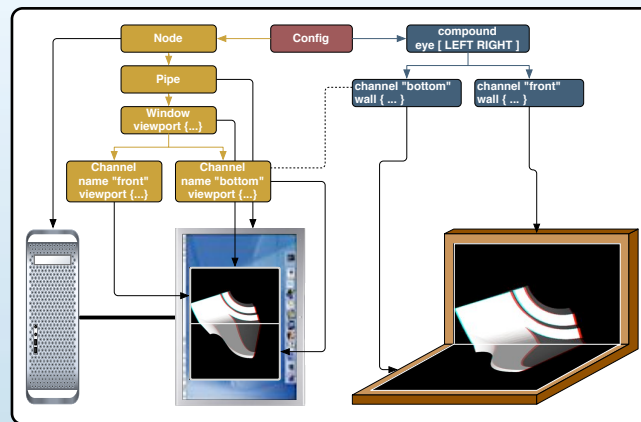 Node
Config
compound
eye [ LEFT RIGHT ]
Pipe
channel "bottom"
wall { ... }
channel "front"
wall { ... }
Window
viewport {...}
Channel
name "front"
viewport {...}
Channel
name "bottom"
viewport {...}